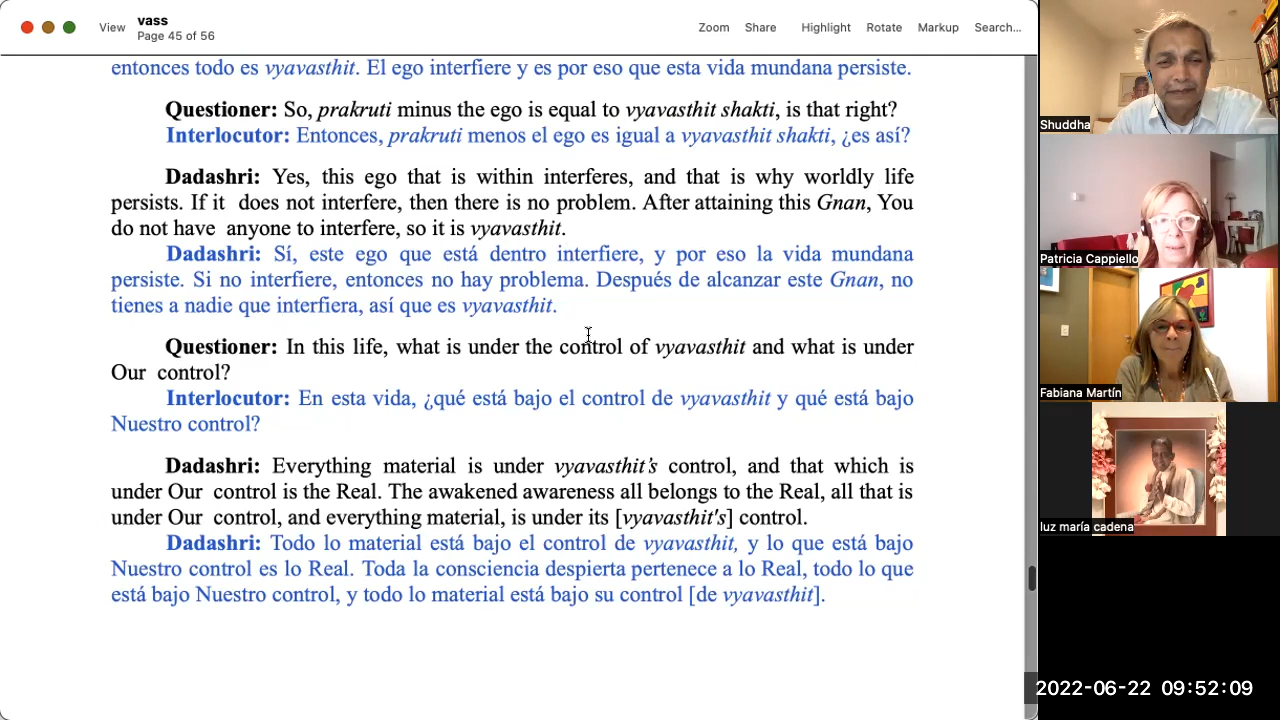 View
vass
Page 45 of 56
Zoom Share Highlight Rotate Markup Search...
entonces todo es vyavasthit. El ego interfiere y es por eso que esta vida mundana persiste.
Questioner: So, prakruti minus the ego is equal to vyavasthit shakti, is that right?
Interlocutor: Entonces, prakruti menos el ego es igual a vyavasthit shakti, ¿es así?
Dadashri: Yes, this ego that is within interferes, and that is why worldly life
persists. If it does not interfere, then there is no problem. After attaining this Gnan, You
do not have anyone to interfere, so it is vyavasthit.
Dadashri: Sí, este ego que está dentro interfiere, y por eso la vida mundana
persiste. Si no interfiere, entonces no hay problema. Después de alcanzar este Gnan, no
tienes a nadie que interfiera, así que es vyavasthit.
Questioner: In this life, what is under the control of vyavasthit and what is under
Our control?
Interlocutor: En esta vida, ¿qué está bajo el control de vyavasthit y qué está bajo
Nuestro control?
Dadashri: Everything material is under vyavasthit's control, and that which is
under Our control is the Real. The awakened awareness all belongs to the Real, all that is
under Our control, and everything material, is under its [vyavasthit's] control.
Dadashri: Todo lo material está bajo el control de vyavasthit, y lo que está bajo
Nuestro control es lo Real. Toda la consciencia despierta pertenece a lo Real, todo lo que
está bajo Nuestro control, y todo lo material está bajo su control [de vyavasthit].
Shuddha
Patricia Cappiello
Fabiana Martín
luz maría cadena
2022-06-22 09:52:09